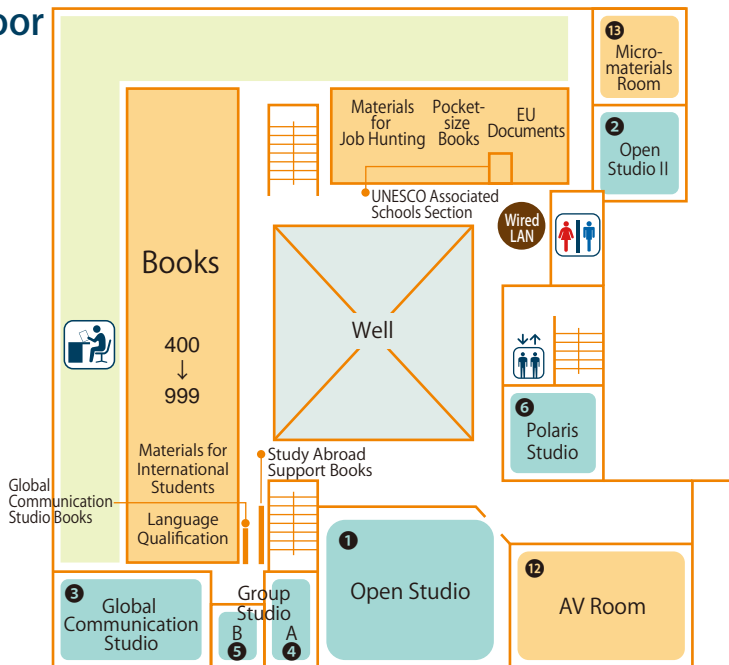 oor
13
Micro-
materials
Room
Materials
for
Job Hunting
Pocket-
size
Books
EU
Documents
2
Open
Studio II
UNESCO Associated
Schools Section
Wired
LAN
Books
400
↓
999
Well
6
Polaris
Studio
Materials for
International
Students
Language
Qualification
Study Abroad
Support Books
Global
Communication
Studio Books
1
Open Studio
12
AV Room
3
Global
Communication
Studio
Group
Studio
B
5
A
4